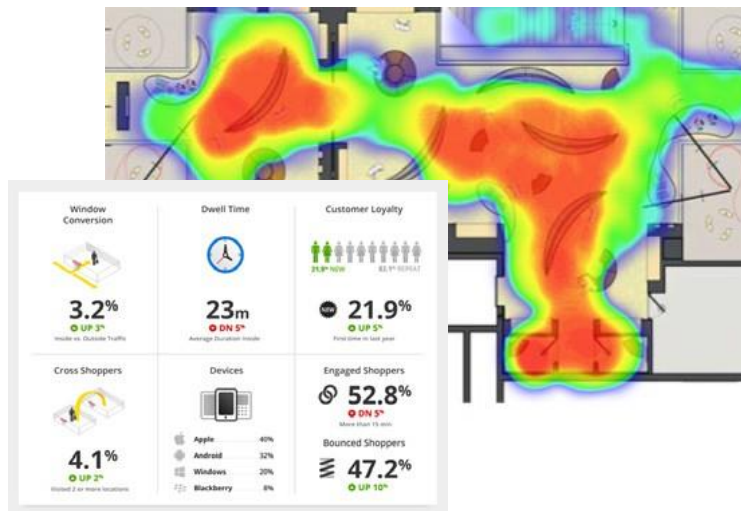 Window
Conversion
3.2%
UP 3%
Inside vs. Outside Traffic
Dwell Time
23m
DN 5%
Average Duration Inside
Customer Loyalty
21.9% NEW
REPEAT
NEW
21.9%
UP 5%
First time in last year
Cross Shoppers
4.1%
UP 2%
Visited 2 or more locations
Devices
Apple 40%
Android 32%
Windows 20%
Blackberry 8%
Engaged Shoppers
52.8%
DN 5%
More than 15 min
Bounced Shoppers
47.2%
UP 10%